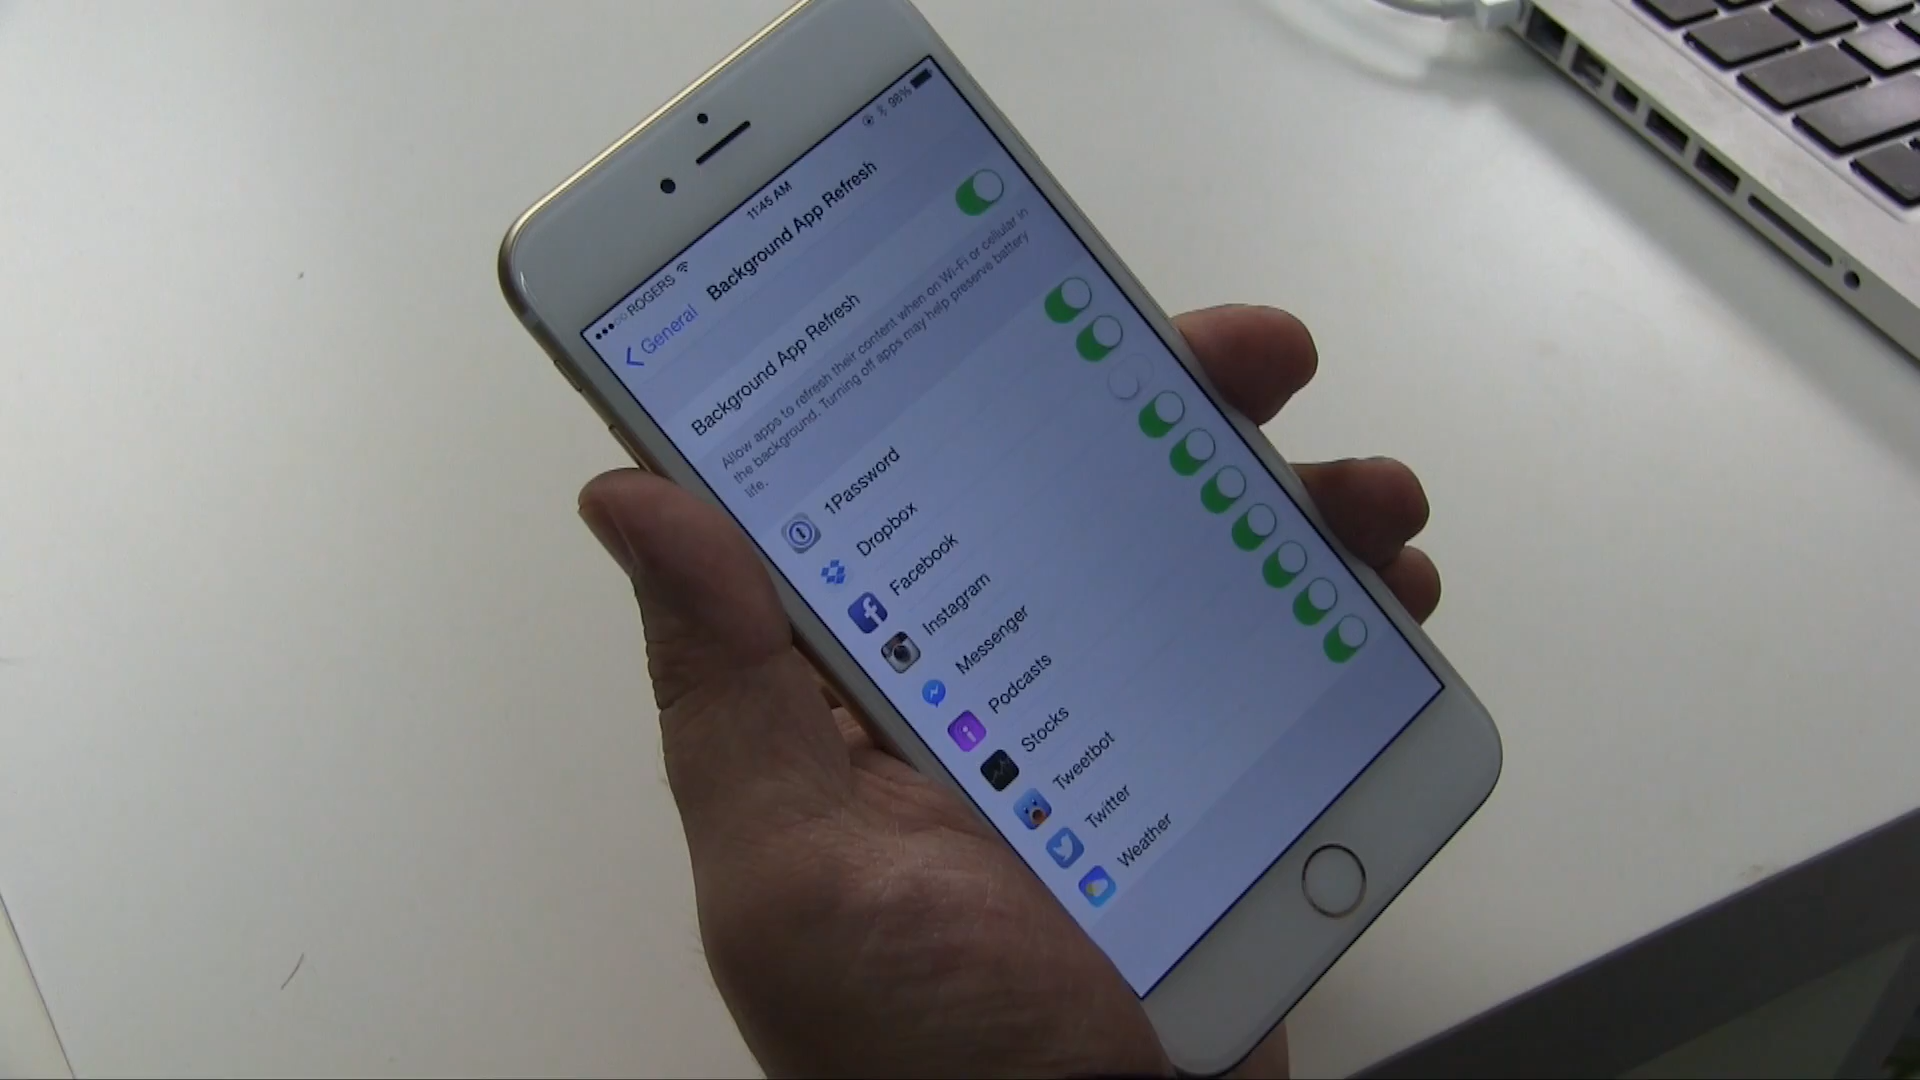 ROGERS 11:45 AM 98%
General Background App Refresh
Background App Refresh
Allow apps to refresh their content when on Wi-Fi or cellular in
the background. Turning off apps may help preserve battery
life.
1Password
Dropbox
Facebook
Instagram
Messenger
Podcasts
Stocks
Tweetbot
Twitter
Weather